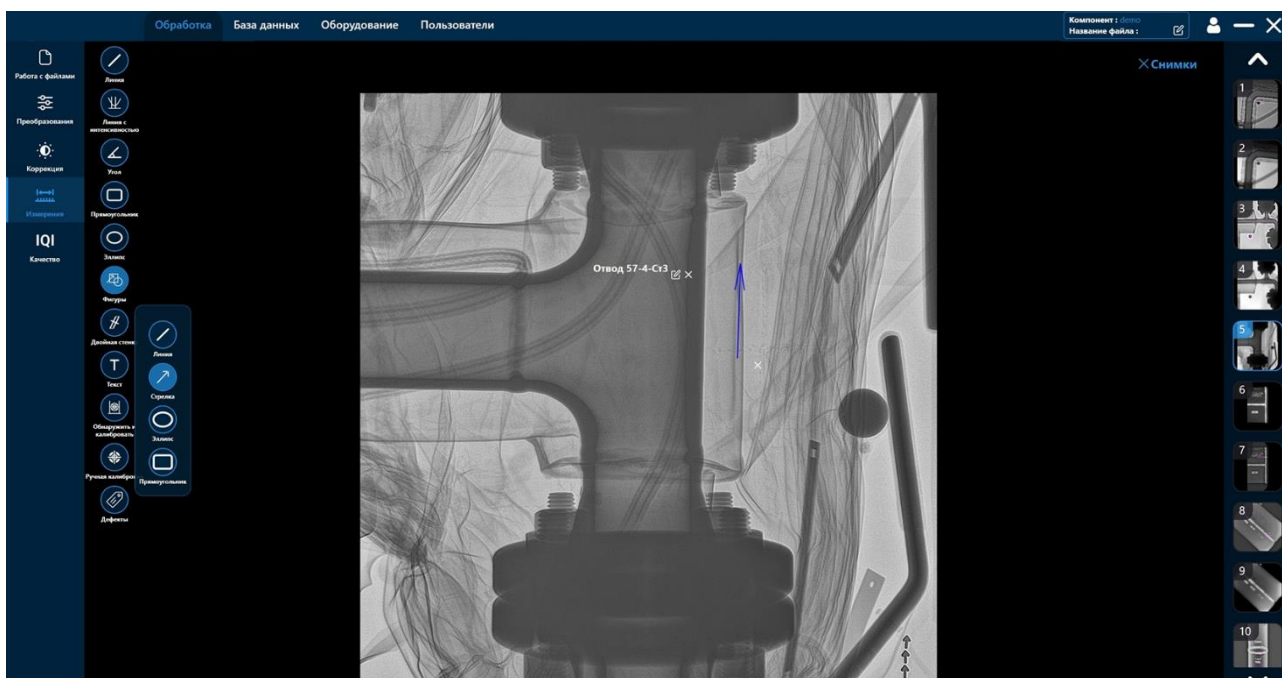 Обработка
База данных
Оборудование
Пользователи
Компонент : demo
Название файла :
Работа с файлами
Преобразования
Коррекция
Измерения
IQI
Качество
Линия
Линия с
интенсивностью
Угол
Прямоугольник
Эллипс
Фигуры
Двойная стенк
T
Текст
Обнаружить и
калибровать
Ручная калибро
Дефекты
Линия
Стрелка
Эллипс
Прямоугольник
Снимки
Отвод 57-4-Ст3
1
2
3
4
5
6
7
8
9
10